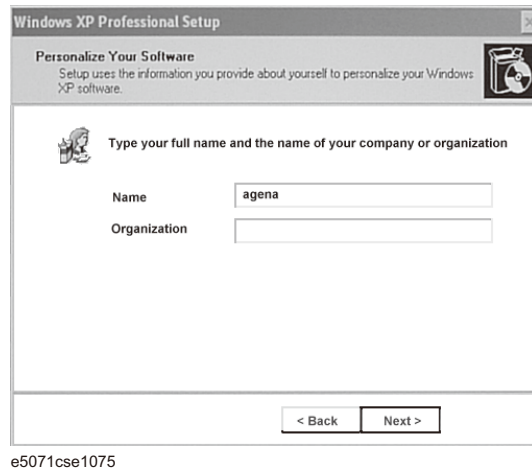 Windows XP Professional Setup
Personalize Your Software
Setup uses the information you provide about yourself to personalize your Windows
XP software.
Type your full name and the name of your company or organization
Name
agena
Organization
< Back
Next >
e5071cse1075